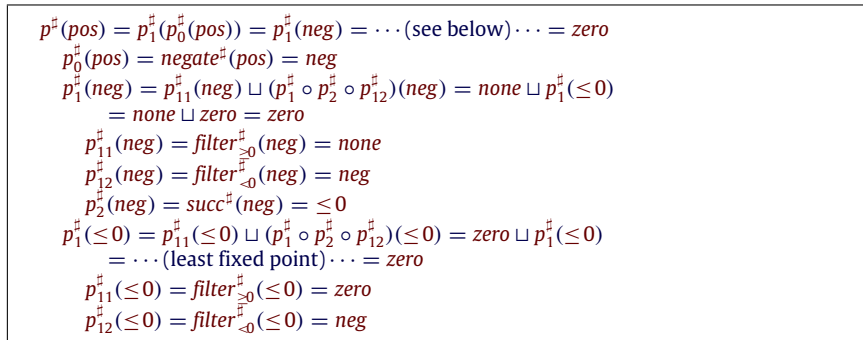 p♯(pos) = p♯₁(p♯₀(pos)) = p♯₁(neg) = ··· (see below) ··· = zero
p♯₀(pos) = negate♯(pos) = neg
p♯₁(neg) = p♯₁₁(neg) ⊔ (p♯₁ ∘ p♯₂ ∘ p♯₁₂)(neg) = none ⊔ p♯₁(≤0)
= none ⊔ zero = zero
p♯₁₁(neg) = filter♯≥0(neg) = none
p♯₁₂(neg) = filter♯<0(neg) = neg
p♯₂(neg) = succ♯(neg) = ≤0
p♯₁(≤0) = p♯₁₁(≤0) ⊔ (p♯₁ ∘ p♯₂ ∘ p♯₁₂)(≤0) = zero ⊔ p♯₁(≤0)
= ··· (least fixed point) ··· = zero
p♯₁₁(≤0) = filter♯≥0(≤0) = zero
p♯₁₂(≤0) = filter♯<0(≤0) = neg